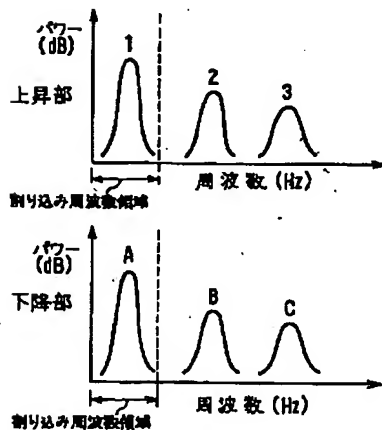 パワー
(dB)
1
2
3
上昇部
割り込み周波数領域
周波数(Hz)
パワー
(dB)
A
B
C
下降部
割り込み周波数領域
周波数(Hz)